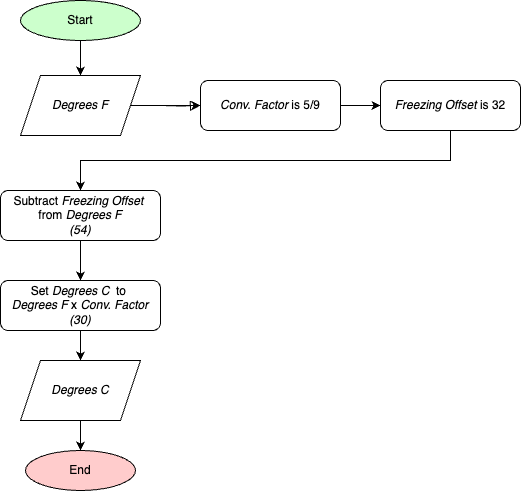 Start
Degrees F
Conv. Factor is 5/9
Freezing Offset is 32
Subtract Freezing Offset
from Degrees F
(54)
Set Degrees C to
Degrees F x Conv. Factor
(30)
Degrees C
End